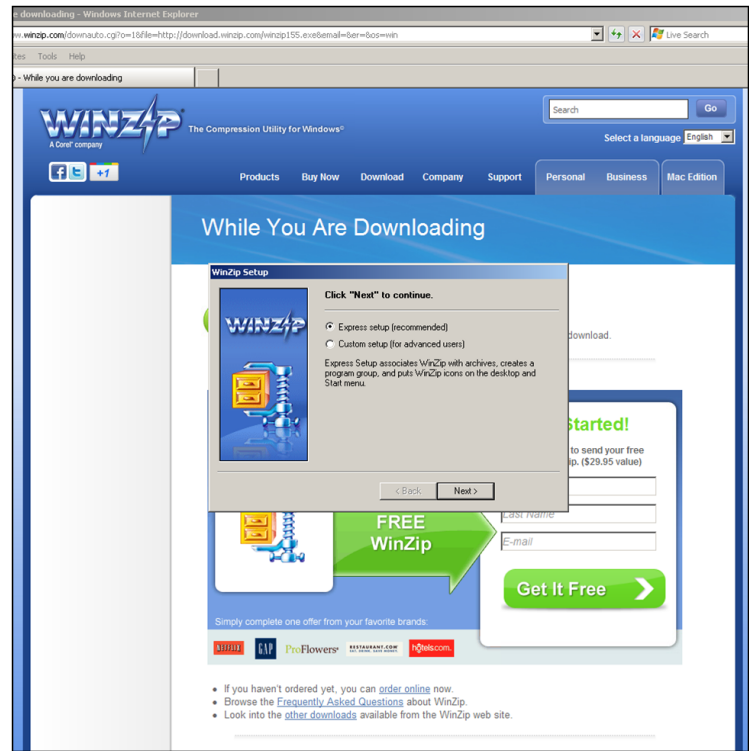 e downloading - Windows Internet Explorer
ww.winzip.com/downauto.cgi?o=1&file=http://download.winzip.com/winzip155.exe&email=&er=&os=win
Live Search
tes Tools Help
o - While you are downloading
WINZIP
A Corel company
The Compression Utility for Windows®
Search
Go
Select a language English
f t +1
Products Buy Now Download Company Support Personal Business Mac Edition
While You Are Downloading
WinZip Setup
Click "Next" to continue.
WINZIP
Express setup (recommended)
Custom setup (for advanced users)
Express Setup associates WinZip with archives, creates a
program group, and puts WinZip icons on the desktop and
Start menu.
< Back Next >
download.
Started!
to send your free
ip. ($29.95 value)
Last Name
E-mail
FREE
WinZip
Get It Free
Simply complete one offer from your favorite brands:
NETFLIX GAP ProFlowers RESTAURANT.COM hotels.com
If you haven't ordered yet, you can order online now.
Browse the Frequently Asked Questions about WinZip.
Look into the other downloads available from the WinZip web site.